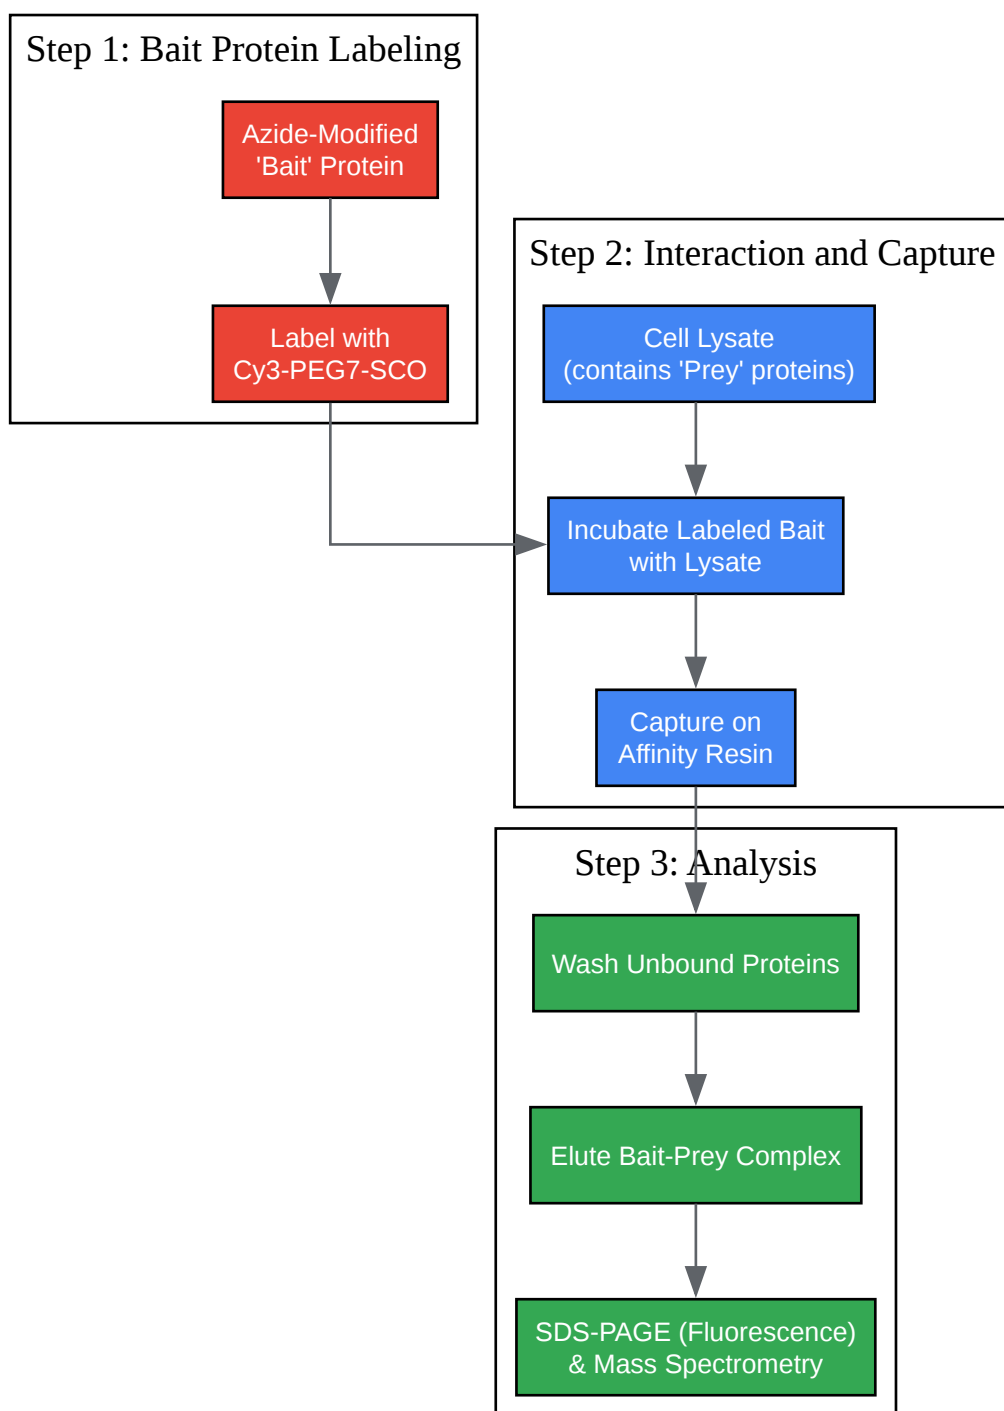 Step 1: Bait Protein Labeling
Azide-Modified
'Bait' Protein
Label with
Cy3-PEG7-SCO
Step 2: Interaction and Capture
Cell Lysate
(contains 'Prey' proteins)
Incubate Labeled Bait
with Lysate
Capture on
Affinity Resin
Step 3: Analysis
Wash Unbound Proteins
Elute Bait-Prey Complex
SDS-PAGE (Fluorescence)
& Mass Spectrometry